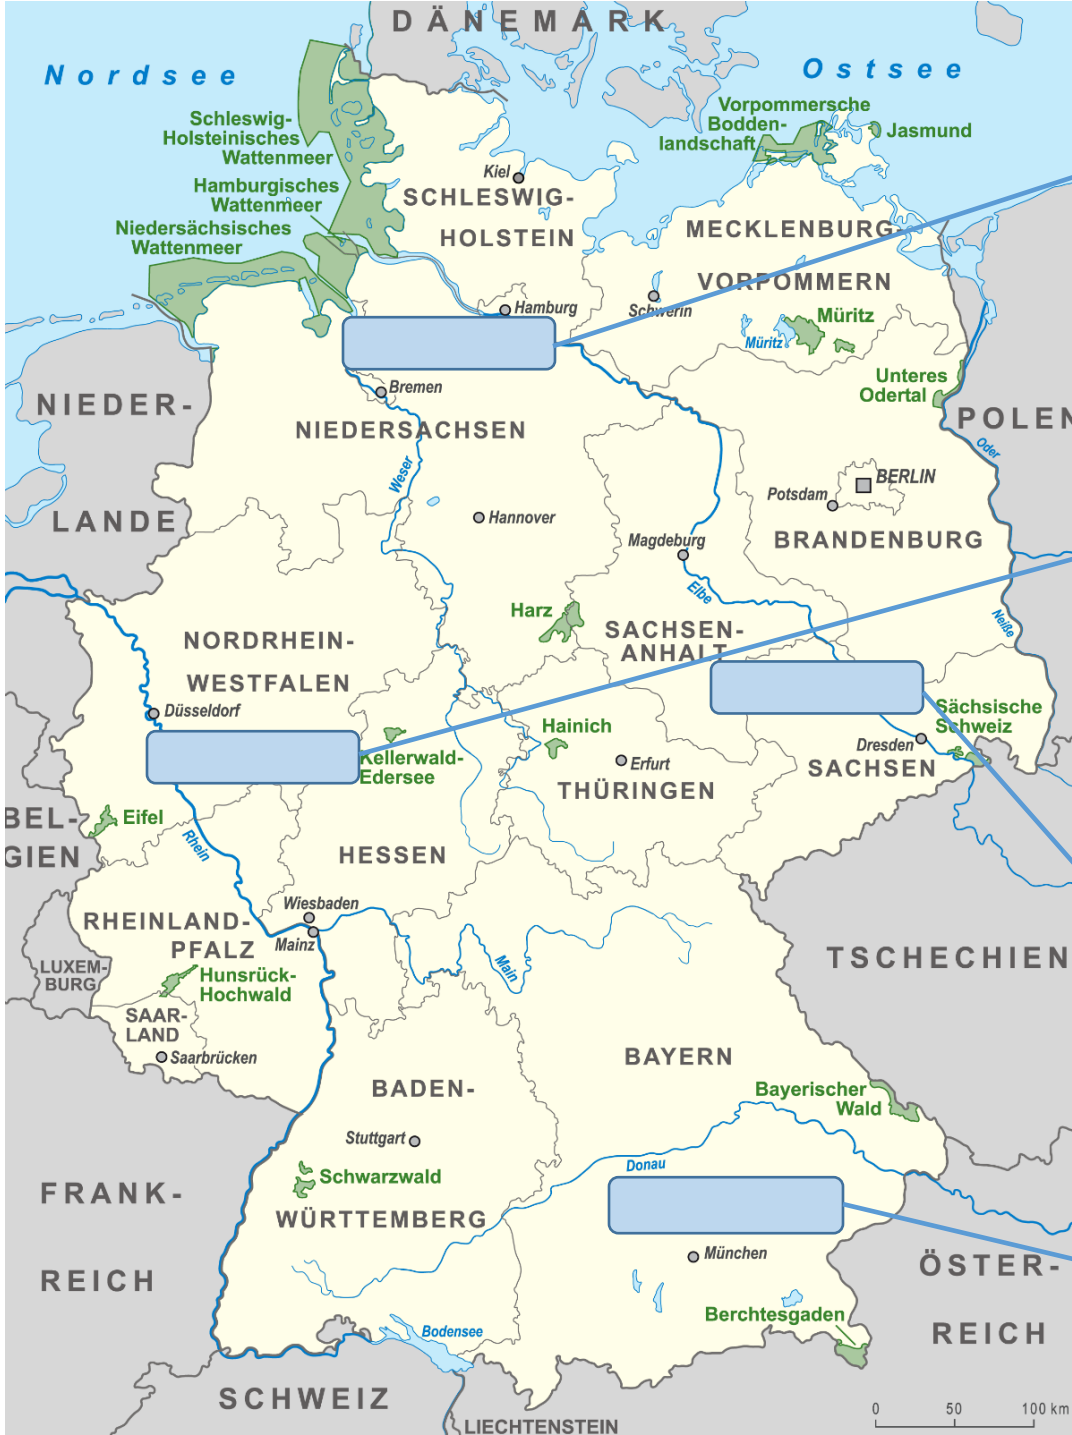 DÄNEMARK
Nordsee
Ostsee
Schleswig-
Holsteinisches
Wattenmeer
Hamburgisches
Wattenmeer
Niedersächsisches
Wattenmeer
Vorpommersche
Bodden-
landschaft
Jasmund
Kiel
SCHLESWIG-
HOLSTEIN
MECKLENBURG-
VORPOMMERN
Hamburg
Schwerin
Müritz
Müritz
Unteres
Odertal
NIEDER-
LANDE
Bremen
NIEDERSACHSEN
Weser
Hannover
POLEN
Oder
BERLIN
Potsdam
BRANDENBURG
Magdeburg
Elbe
Neiße
Harz
SACHSEN-
ANHALT
NORDRHEIN-
WESTFALEN
Düsseldorf
Kellerwald-
Edersee
Hainich
Erfurt
THÜRINGEN
Sächsische
Schweiz
Dresden
SACHSEN
BEL-
GIEN
Eifel
Rhein
HESSEN
Wiesbaden
Mainz
Main
RHEINLAND-
PFALZ
LUXEM-
BURG
Hunsrück-
Hochwald
SAAR-
LAND
Saarbrücken
TSCHECHIEN
BAYERN
BADEN-
WÜRTTEMBERG
Bayerischer
Wald
Stuttgart
Schwarzwald
Donau
FRANK-
REICH
München
ÖSTER-
REICH
Berchtesgaden
Bodensee
SCHWEIZ
LIECHTENSTEIN
0 50 100 km